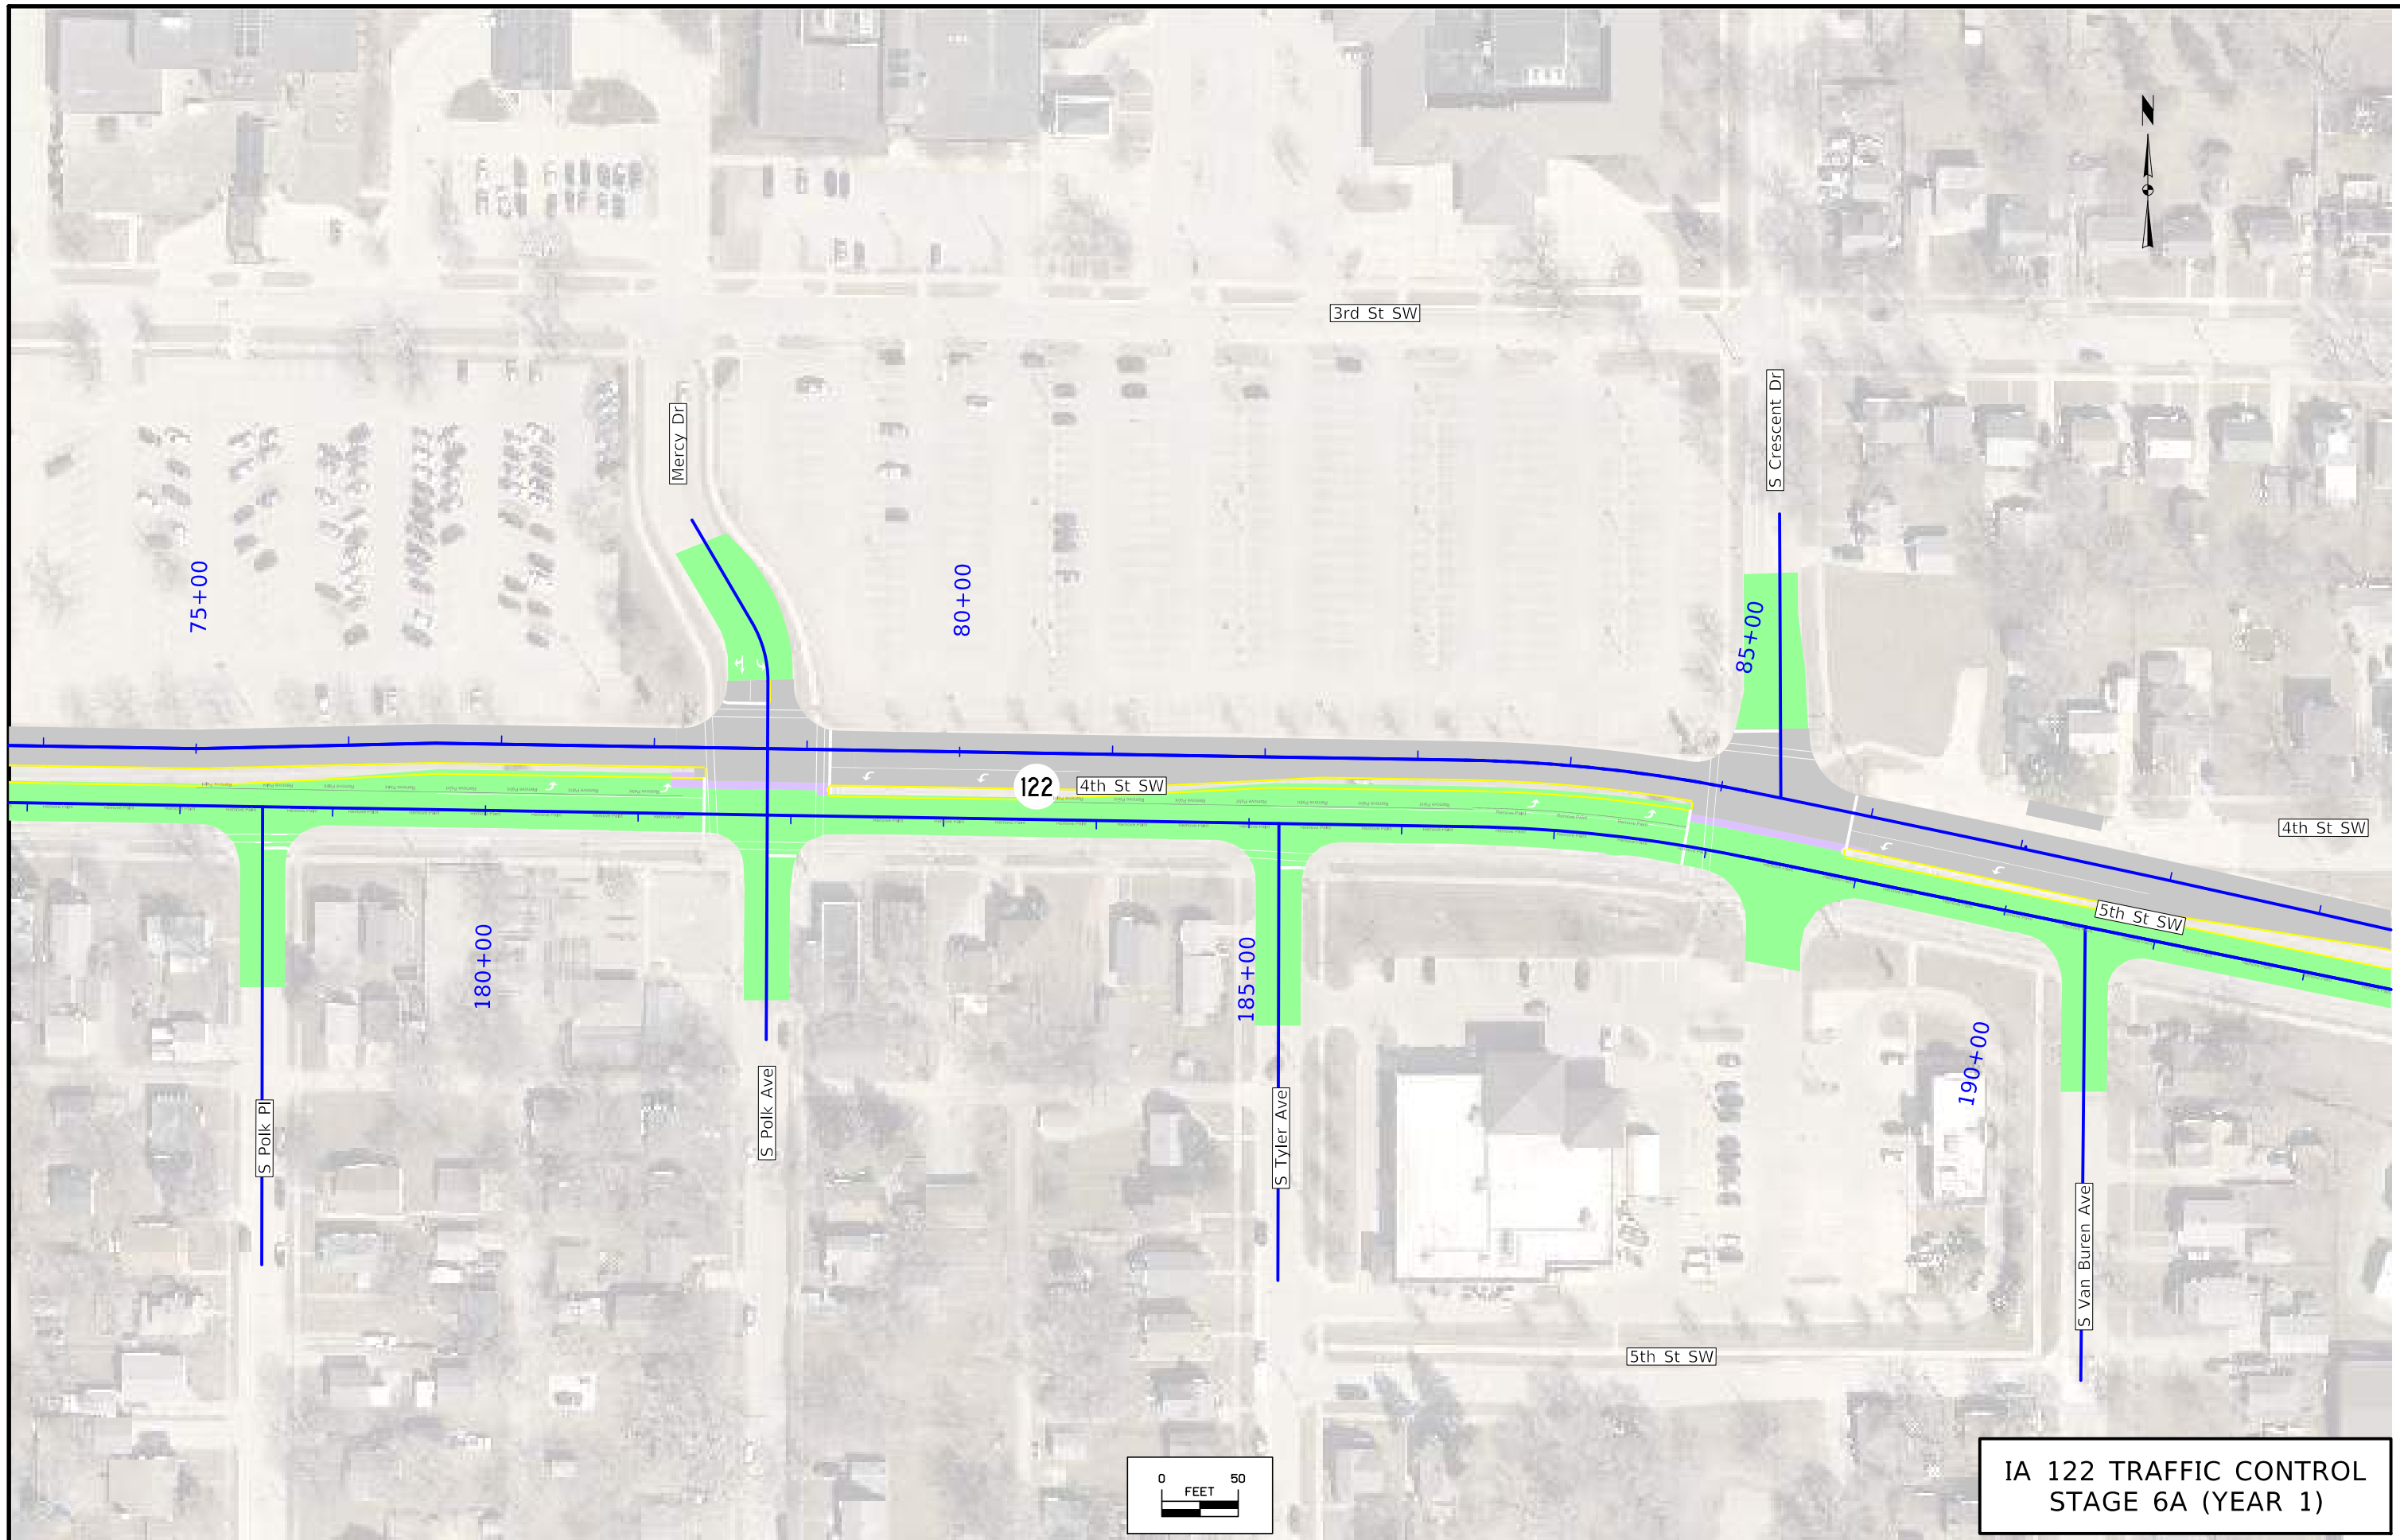 N
3rd St SW
Mercy Dr
S Crescent Dr
75+00
80+00
85+00
122
4th St SW
4th St SW
5th St SW
180+00
185+00
190+00
S Polk Pl
S Polk Ave
S Tyler Ave
S Van Buren Ave
5th St SW
0 50
FEET
IA 122 TRAFFIC CONTROL
STAGE 6A (YEAR 1)